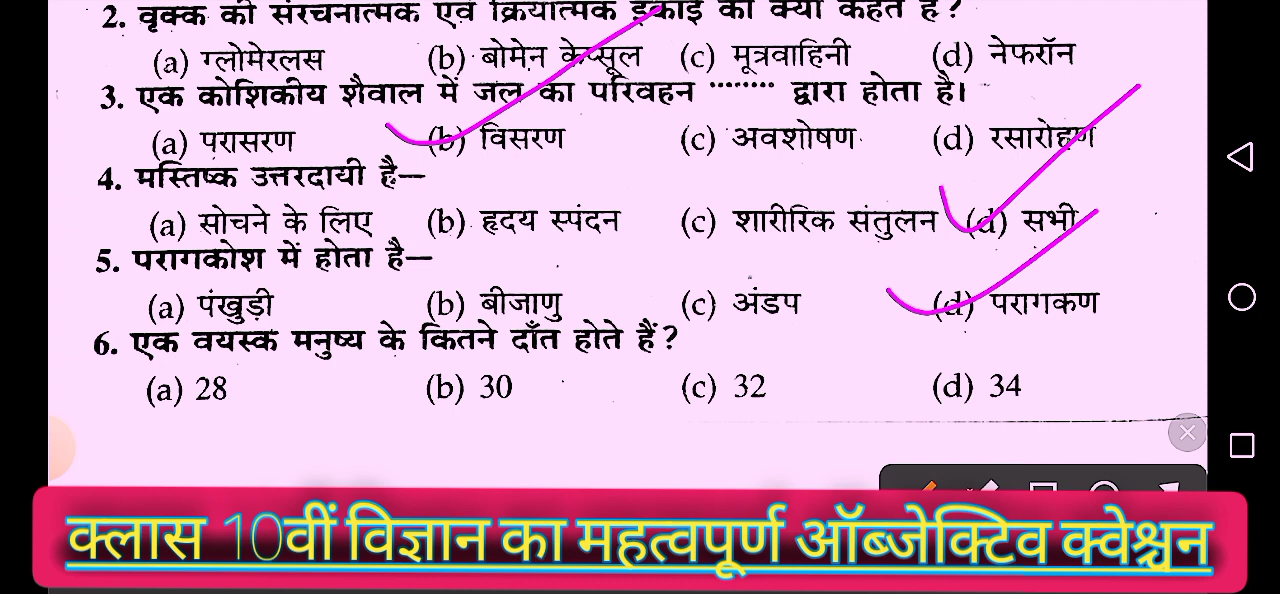 2. वृक्क की संरचनात्मक एवं क्रियात्मक इकाई को क्या कहते हैं?
(a) ग्लोमेरलस (b) बोमेन केप्सूल (c) मूत्रवाहिनी (d) नेफरॉन
3. एक कोशिकीय शैवाल में जल का परिवहन ........ द्वारा होता है।
(a) परासरण (b) विसरण (c) अवशोषण (d) रसारोहण
4. मस्तिष्क उत्तरदायी है—
(a) सोचने के लिए (b) हृदय स्पंदन (c) शारीरिक संतुलन (d) सभी
5. परागकोश में होता है—
(a) पंखुड़ी (b) बीजाणु (c) अंडप (d) परागकण
6. एक वयस्क मनुष्य के कितने दाँत होते हैं?
(a) 28 (b) 30 (c) 32 (d) 34
क्लास 10वीं विज्ञान का महत्वपूर्ण ऑब्जेक्टिव क्वेश्चन